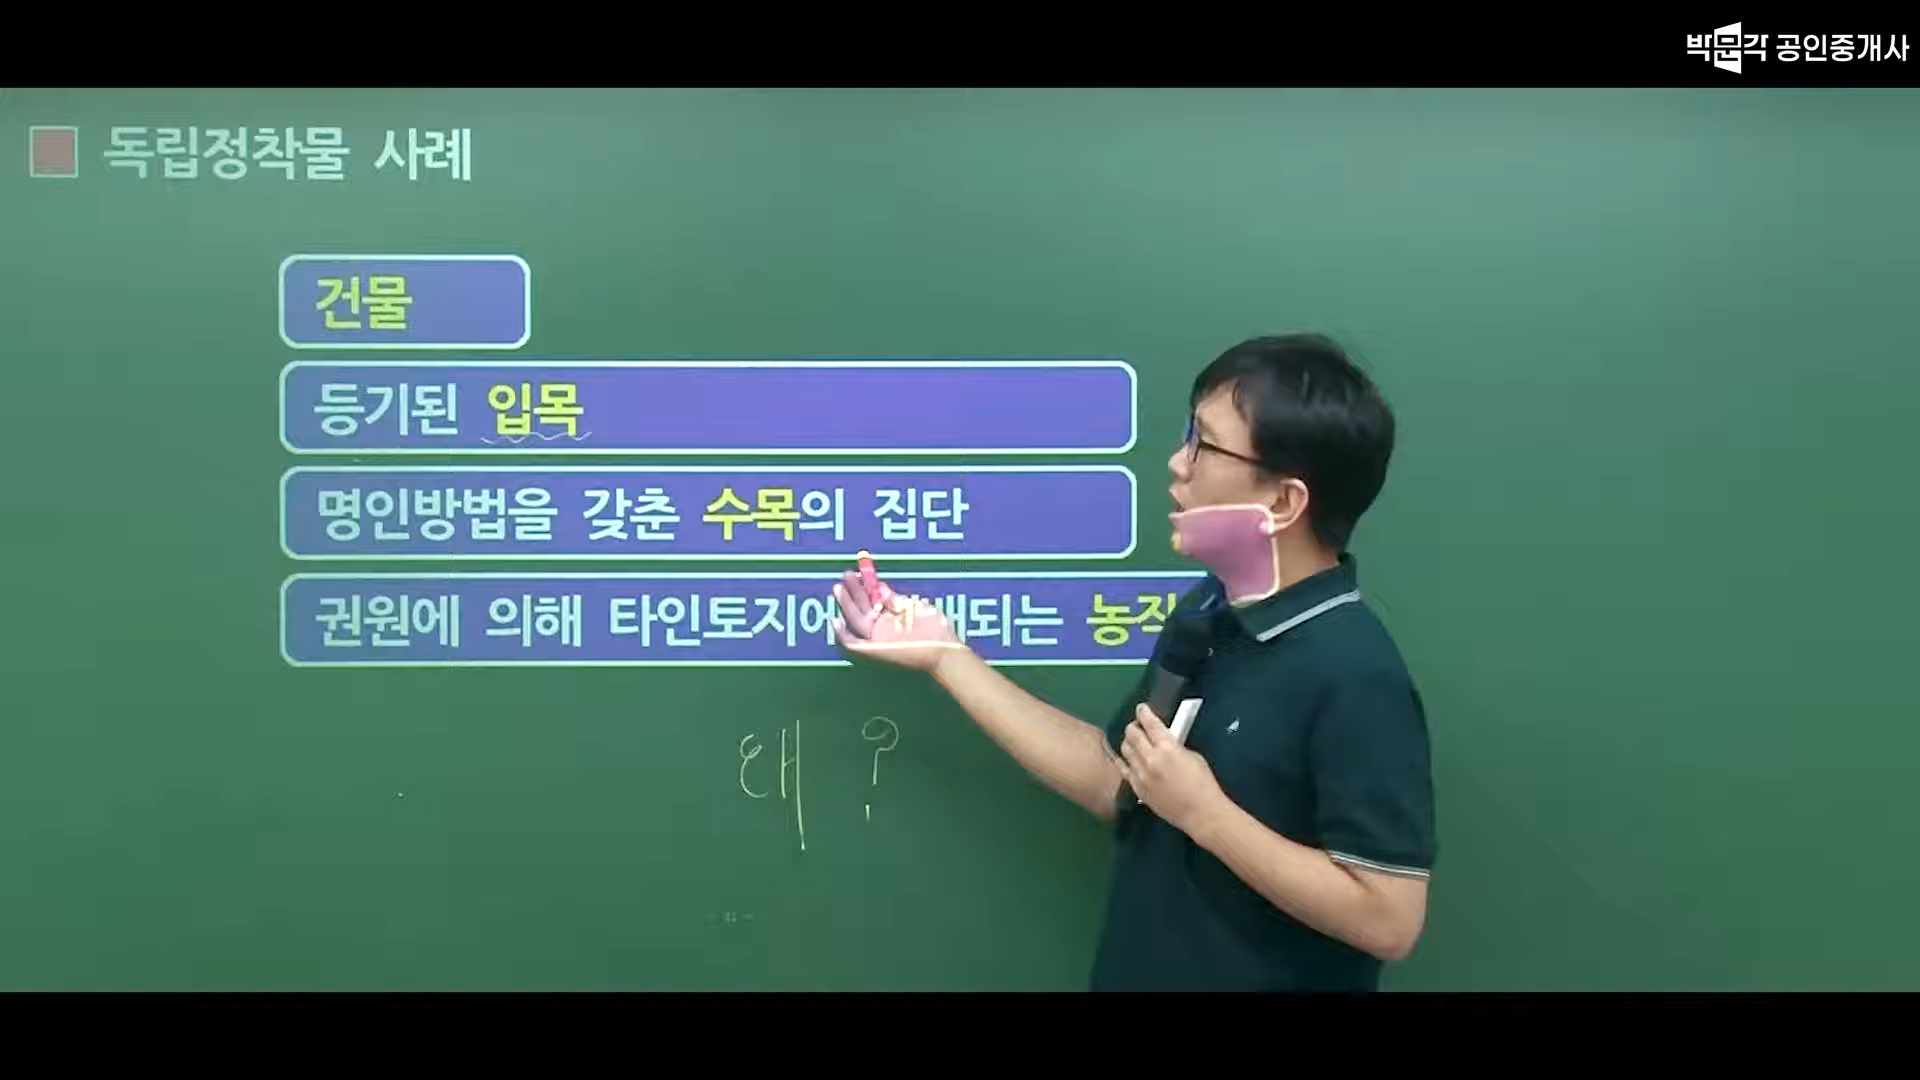 박문각 공인중개사
독립정착물 사례
건물
등기된 입목
명인방법을 갖춘 수목의 집단
권원에 의해 타인토지에 되는
왜 ?